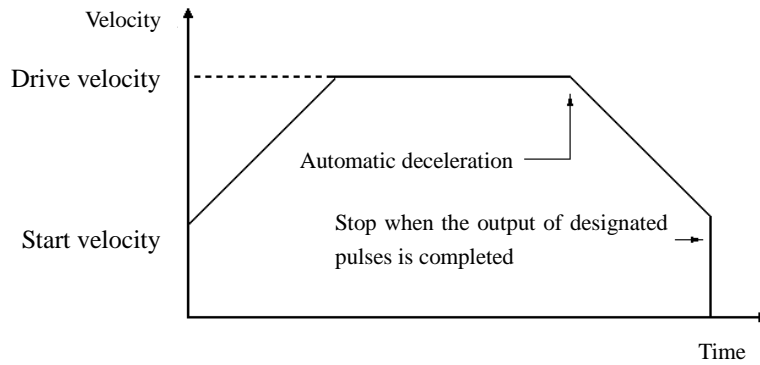 Velocity
Drive velocity
Automatic deceleration
Start velocity
Stop when the output of designated
pulses is completed
Time